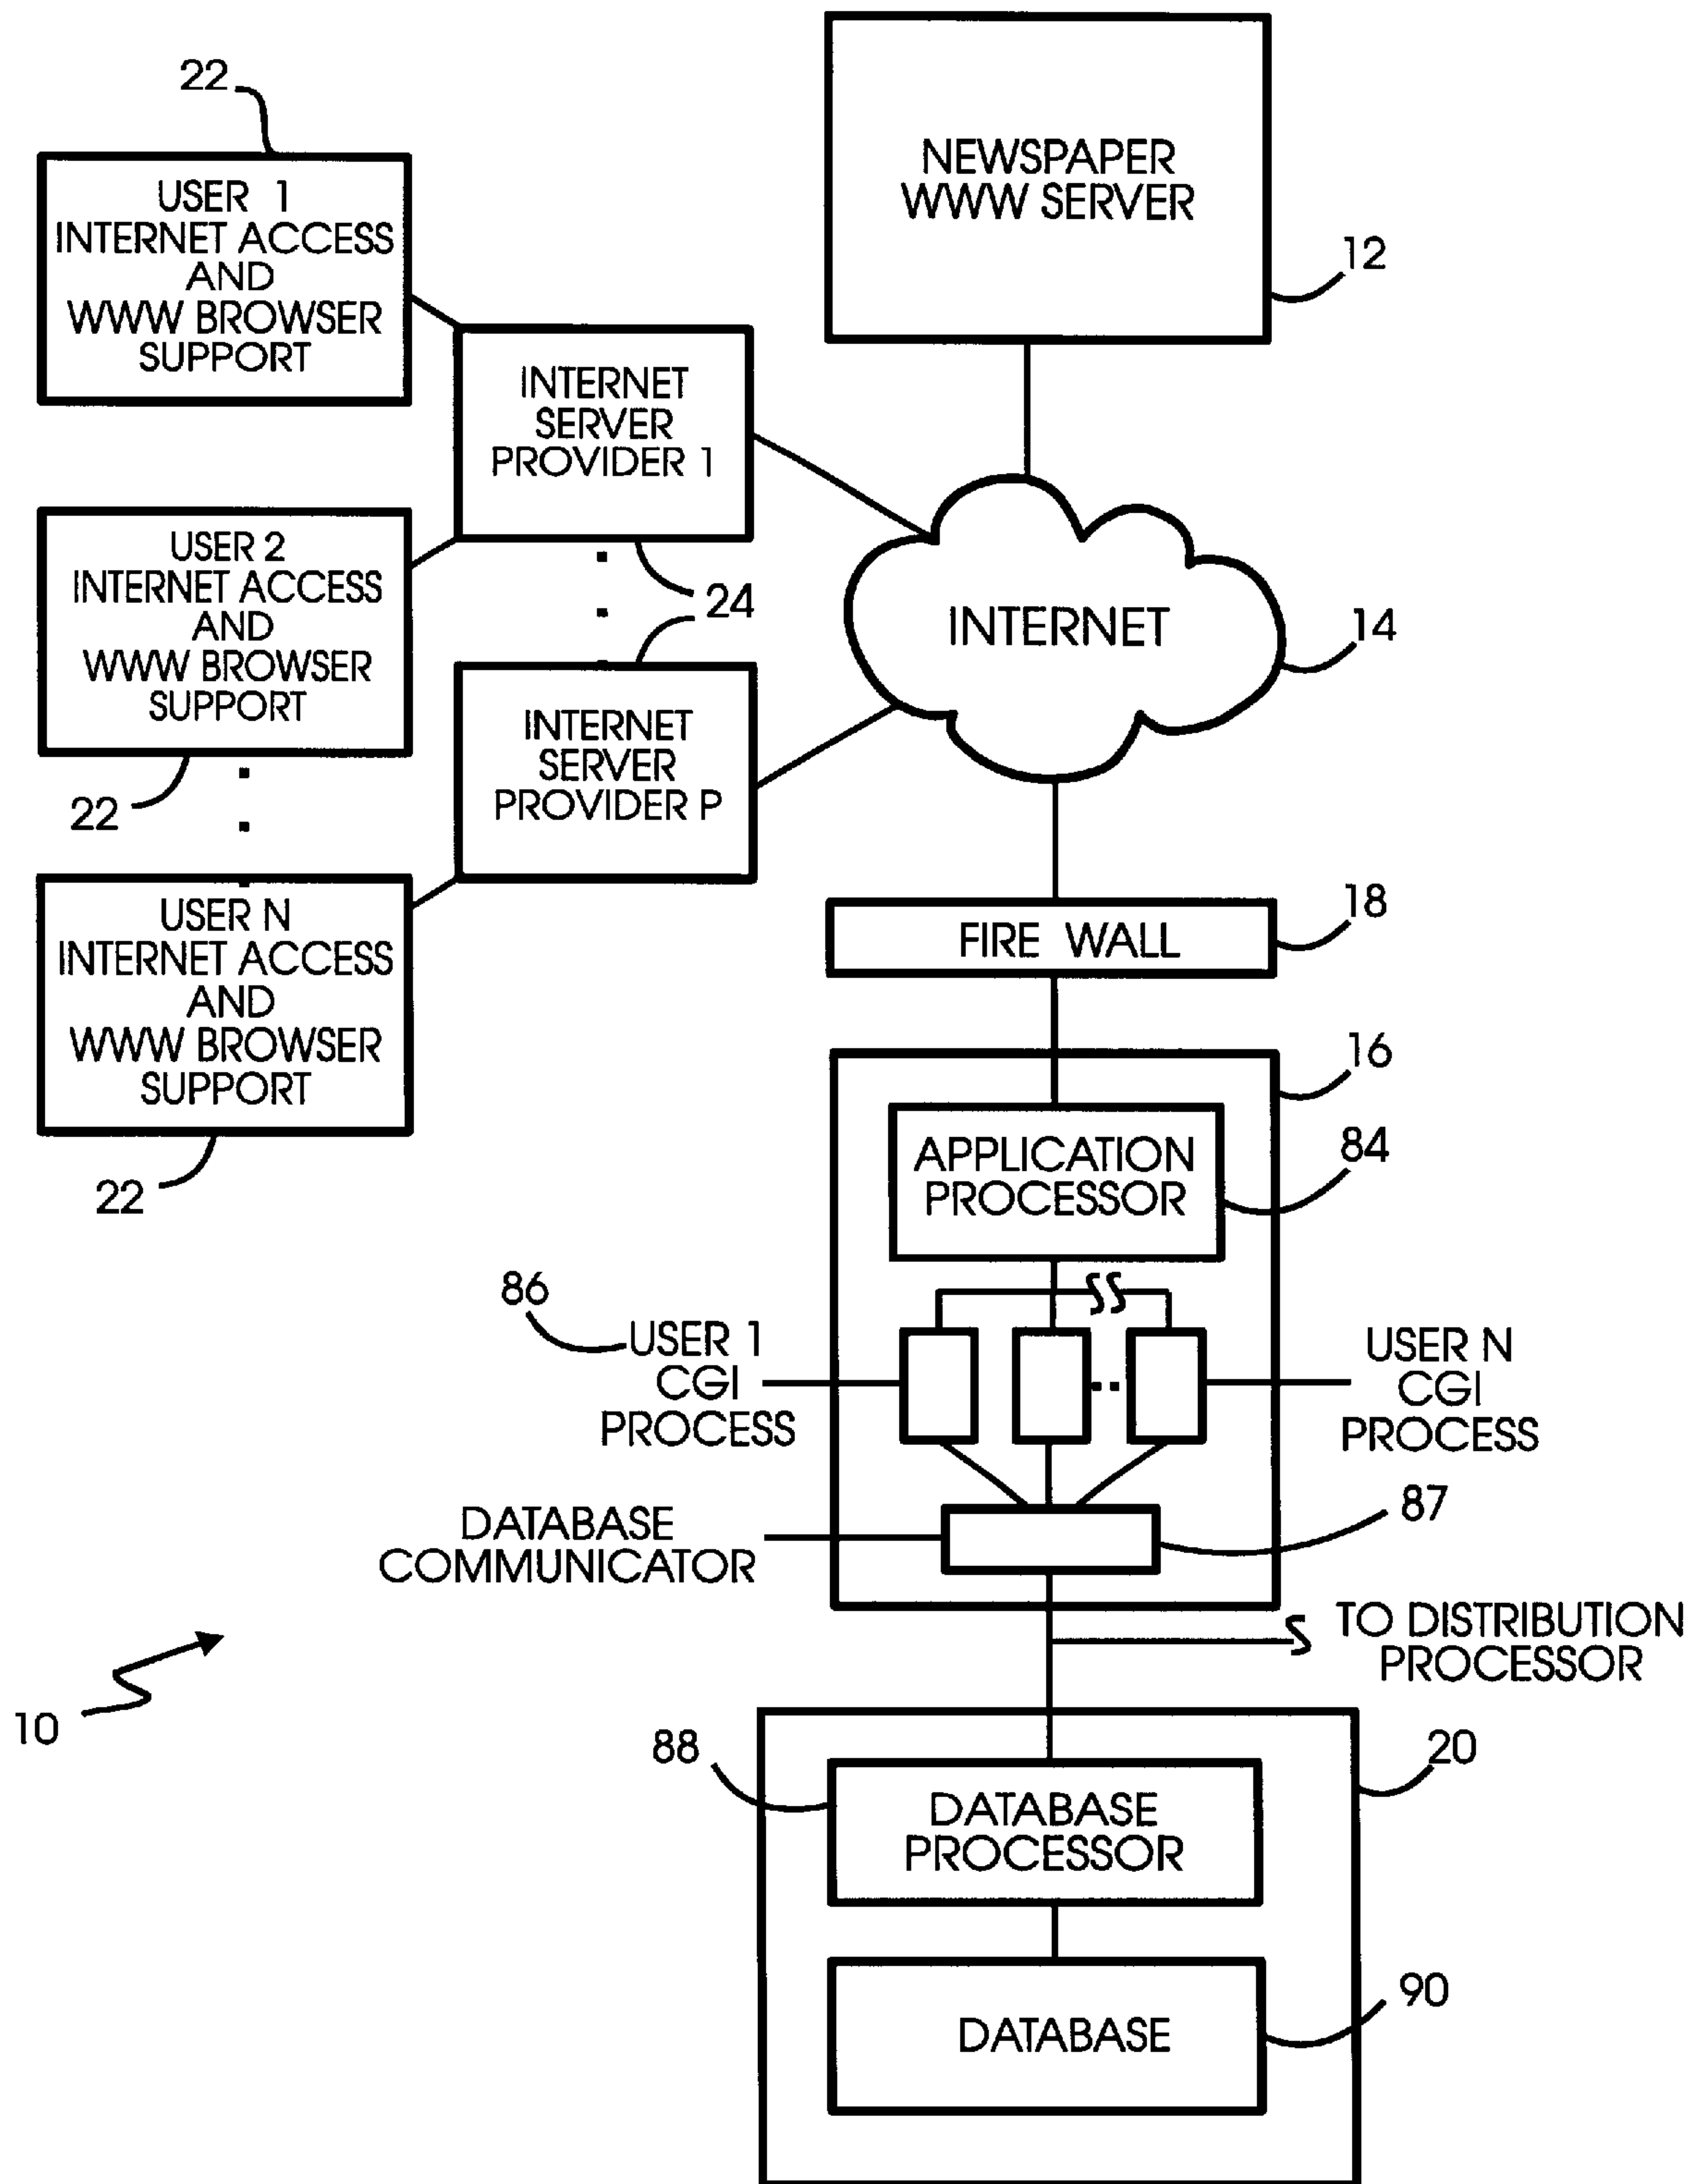 22
USER 1
INTERNET ACCESS
AND
WWW BROWSER
SUPPORT
NEWSPAPER
WWW SERVER
12
INTERNET
SERVER
PROVIDER 1
USER 2
INTERNET ACCESS
AND
WWW BROWSER
SUPPORT
22
24
INTERNET
14
INTERNET
SERVER
PROVIDER P
USER N
INTERNET ACCESS
AND
WWW BROWSER
SUPPORT
22
FIRE WALL
18
16
APPLICATION
PROCESSOR
84
86
USER 1
CGI
PROCESS
USER N
CGI
PROCESS
DATABASE
COMMUNICATOR
87
TO DISTRIBUTION
PROCESSOR
10
88
20
DATABASE
PROCESSOR
DATABASE
90